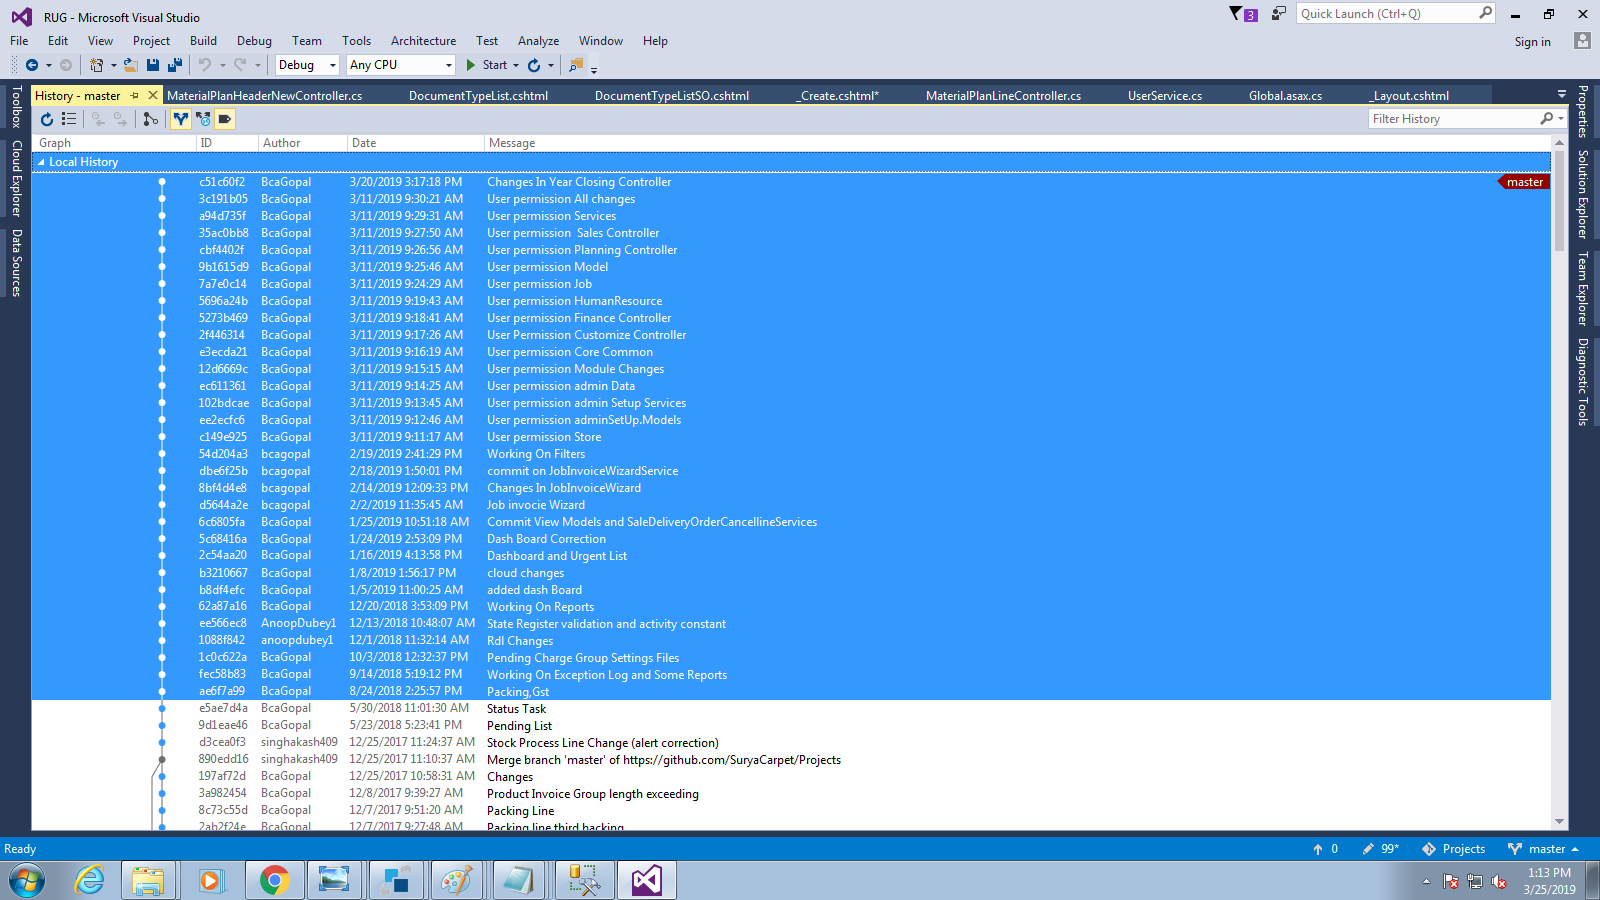 RUG - Microsoft Visual Studio
3
Quick Launch (Ctrl+Q)
File Edit View Project Build Debug Team Tools Architecture Test Analyze Window Help
Sign in
Debug Any CPU Start
History - master MaterialPlanHeaderNewController.cs DocumentTypeList.cshtml DocumentTypeListSO.cshtml _Create.cshtml* MaterialPlanLineController.cs UserService.cs Global.asax.cs _Layout.cshtml
Toolbox
Cloud Explorer
Data Sources
Properties
Solution Explorer
Team Explorer
Diagnostic Tools
Filter History
Graph ID Author Date Message
Local History
c51c60f2 BcaGopal 3/20/2019 3:17:18 PM Changes In Year Closing Controller master
3c191b05 BcaGopal 3/11/2019 9:30:21 AM User permission All changes
a94d735f BcaGopal 3/11/2019 9:29:31 AM User permission Services
35ac0bb8 BcaGopal 3/11/2019 9:27:50 AM User permission  Sales Controller
cbf4402f BcaGopal 3/11/2019 9:26:56 AM User permission Planning Controller
9b1615d9 BcaGopal 3/11/2019 9:25:46 AM User permission Model
7a7e0c14 BcaGopal 3/11/2019 9:24:29 AM User permission Job
5696a24b BcaGopal 3/11/2019 9:19:43 AM User permission HumanResource
5273b469 BcaGopal 3/11/2019 9:18:41 AM User permission Finance Controller
2f446314 BcaGopal 3/11/2019 9:17:26 AM User Permission Customize Controller
e3ecda21 BcaGopal 3/11/2019 9:16:19 AM User permission Core Common
12d6669c BcaGopal 3/11/2019 9:15:15 AM User permission Module Changes
ec611361 BcaGopal 3/11/2019 9:14:25 AM User permission admin Data
102bdcae BcaGopal 3/11/2019 9:13:45 AM User permission admin Setup Services
ee2ecfc6 BcaGopal 3/11/2019 9:12:46 AM User permission adminSetUp.Models
c149e925 BcaGopal 3/11/2019 9:11:17 AM User permission Store
54d204a3 bcagopal 2/19/2019 2:41:29 PM Working On Filters
dbe6f25b bcagopal 2/18/2019 1:50:01 PM commit on JobInvoiceWizardService
8bf4d4e8 bcagopal 2/14/2019 12:09:33 PM Changes In JobInvoiceWizard
d5644a2e bcagopal 2/2/2019 11:35:45 AM Job invocie Wizard
6c6805fa BcaGopal 1/25/2019 10:51:18 AM Commit View Models and SaleDeliveryOrderCancellineServices
5c68416a BcaGopal 1/24/2019 2:53:09 PM Dash Board Correction
2c54aa20 BcaGopal 1/16/2019 4:13:58 PM Dashboard and Urgent List
b3210667 BcaGopal 1/8/2019 1:56:17 PM cloud changes
b8df4efc BcaGopal 1/5/2019 11:00:25 AM added dash Board
62a87a16 BcaGopal 12/20/2018 3:53:09 PM Working On Reports
ee566ec8 AnoopDubey1 12/13/2018 10:48:07 AM State Register validation and activity constant
1088f842 anoopdubey1 12/1/2018 11:32:14 AM Rdl Changes
1c0c622a BcaGopal 10/3/2018 12:32:37 PM Pending Charge Group Settings Files
fec58b83 BcaGopal 9/14/2018 5:19:12 PM Working On Exception Log and Some Reports
ae6f7a99 BcaGopal 8/24/2018 2:25:57 PM Packing,Gst
e5ae7d4a BcaGopal 5/30/2018 11:01:30 AM Status Task
9d1eae46 BcaGopal 5/23/2018 5:23:41 PM Pending List
d3cea0f3 singhakash409 12/25/2017 11:24:37 AM Stock Process Line Change (alert correction)
890edd16 singhakash409 12/25/2017 11:10:37 AM Merge branch 'master' of https://github.com/SuryaCarpet/Projects
197af72d BcaGopal 12/25/2017 10:58:31 AM Changes
3a982454 BcaGopal 12/8/2017 9:39:27 AM Product Invoice Group length exceeding
8c73c55d BcaGopal 12/7/2017 9:51:20 AM Packing Line
2ab2f24e BcaGopal 12/7/2017 9:27:48 AM Packing line third backing
Ready 0 99* Projects master
1:13 PM
3/25/2019